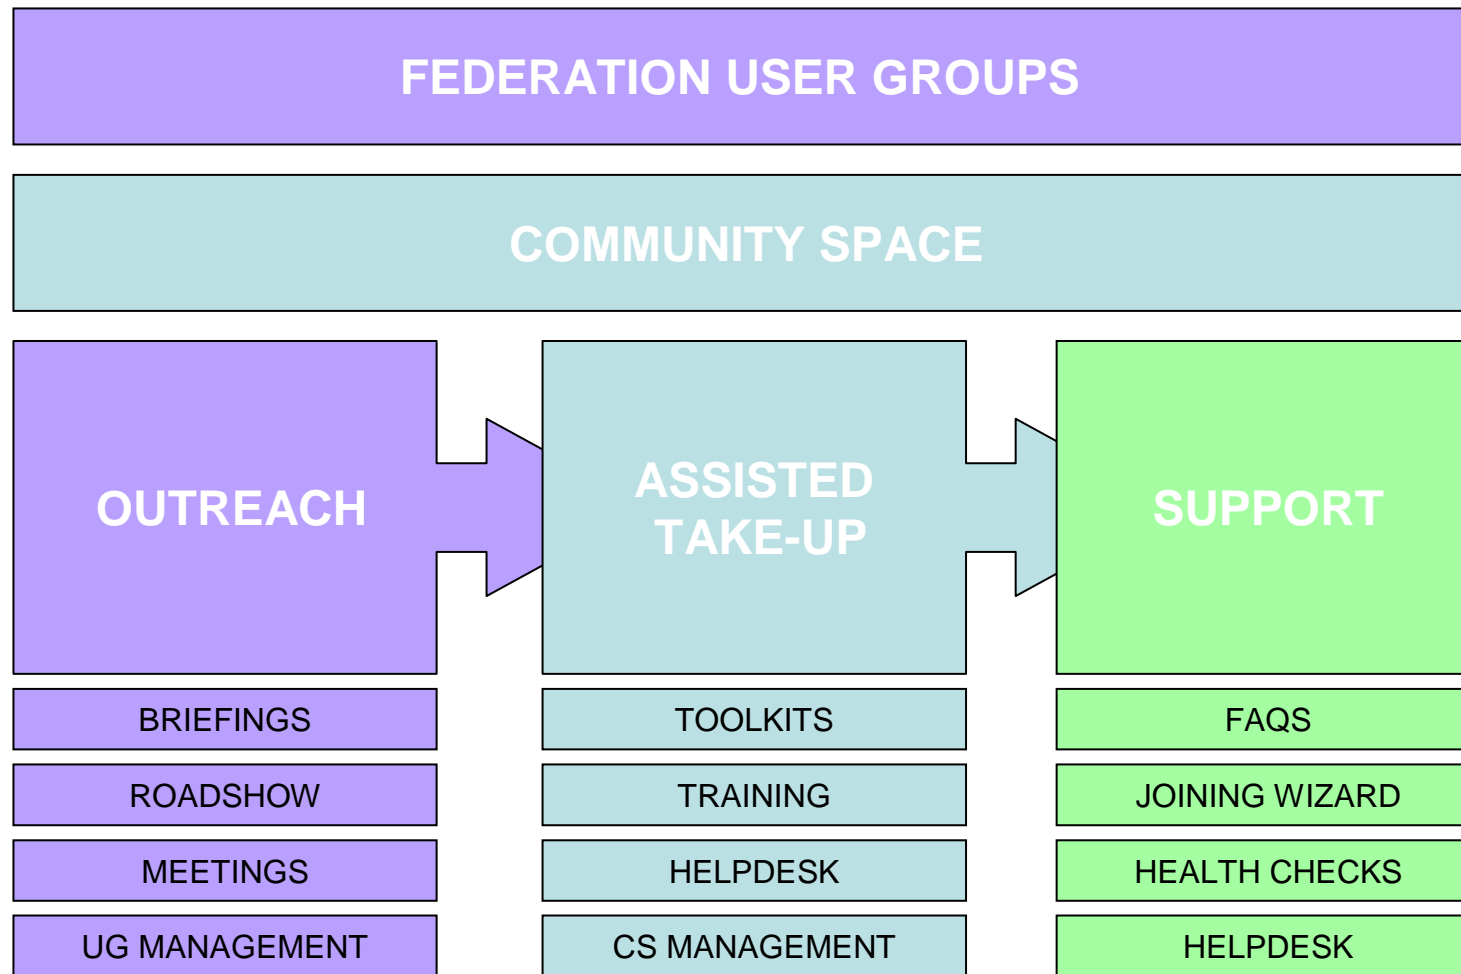 FEDERATION USER GROUPS
COMMUNITY SPACE
OUTREACH
ASSISTED
TAKE-UP
SUPPORT
BRIEFINGS
TOOLKITS
FAQS
ROADSHOW
TRAINING
JOINING WIZARD
MEETINGS
HELPDESK
HEALTH CHECKS
UG MANAGEMENT
CS MANAGEMENT
HELPDESK